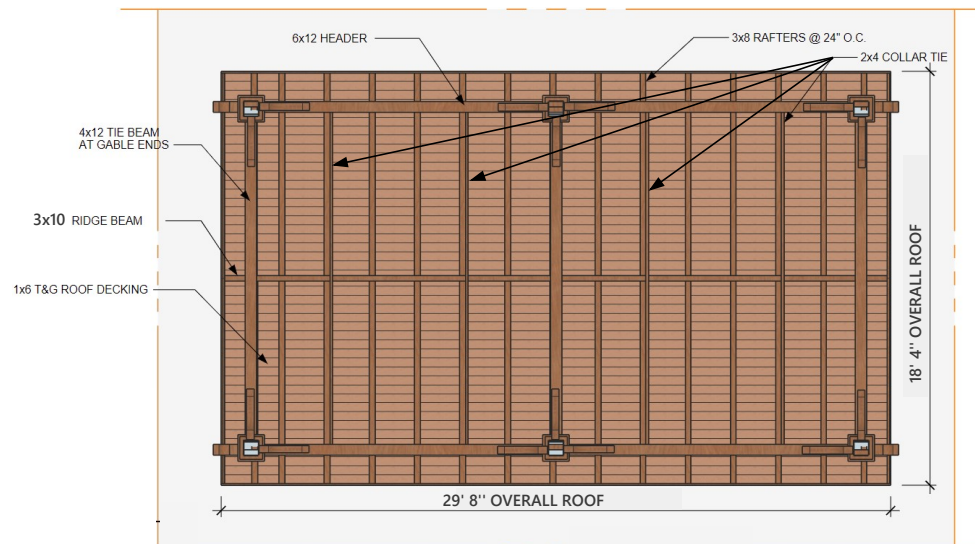 6x12 HEADER
3x8 RAFTERS @ 24" O.C.
2x4 COLLAR TIE
4x12 TIE BEAM
AT GABLE ENDS
3x10 RIDGE BEAM
1x6 T&G ROOF DECKING
18' 4'' OVERALL ROOF
29' 8'' OVERALL ROOF